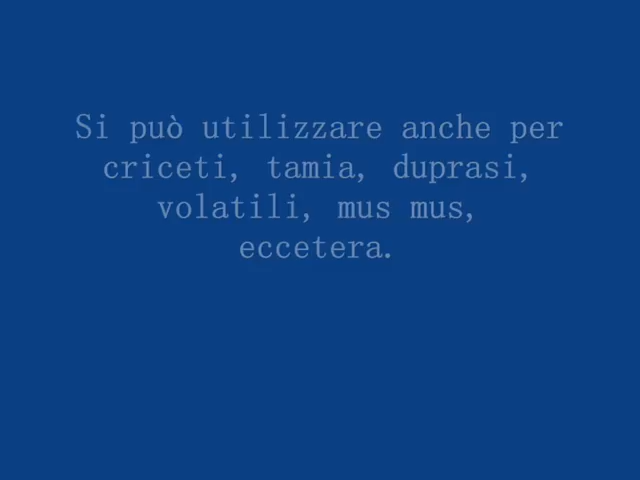 Si può utilizzare anche per
criceti, tamia, duprasi,
volatili, mus mus,
eccetera.